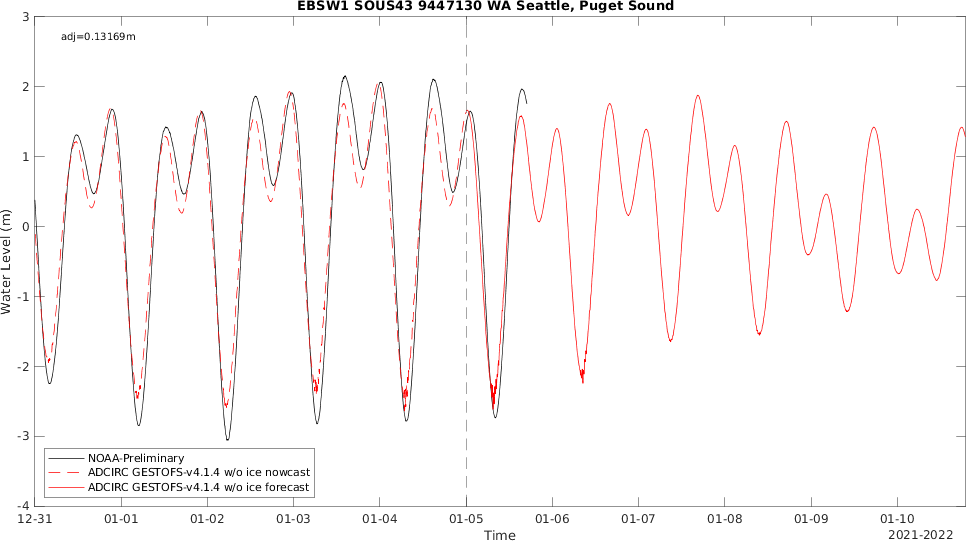 EBSW1 SOUS43 9447130 WA Seattle, Puget Sound
adj=0.13169m
3
2
1
0
-1
-2
-3
-4
Water Level (m)
NOAA-Preliminary
ADCIRC GESTOFS-v4.1.4 w/o ice nowcast
ADCIRC GESTOFS-v4.1.4 w/o ice forecast
12-31 01-01 01-02 01-03 01-04 01-05 01-06 01-07 01-08 01-09 01-10
Time
2021-2022